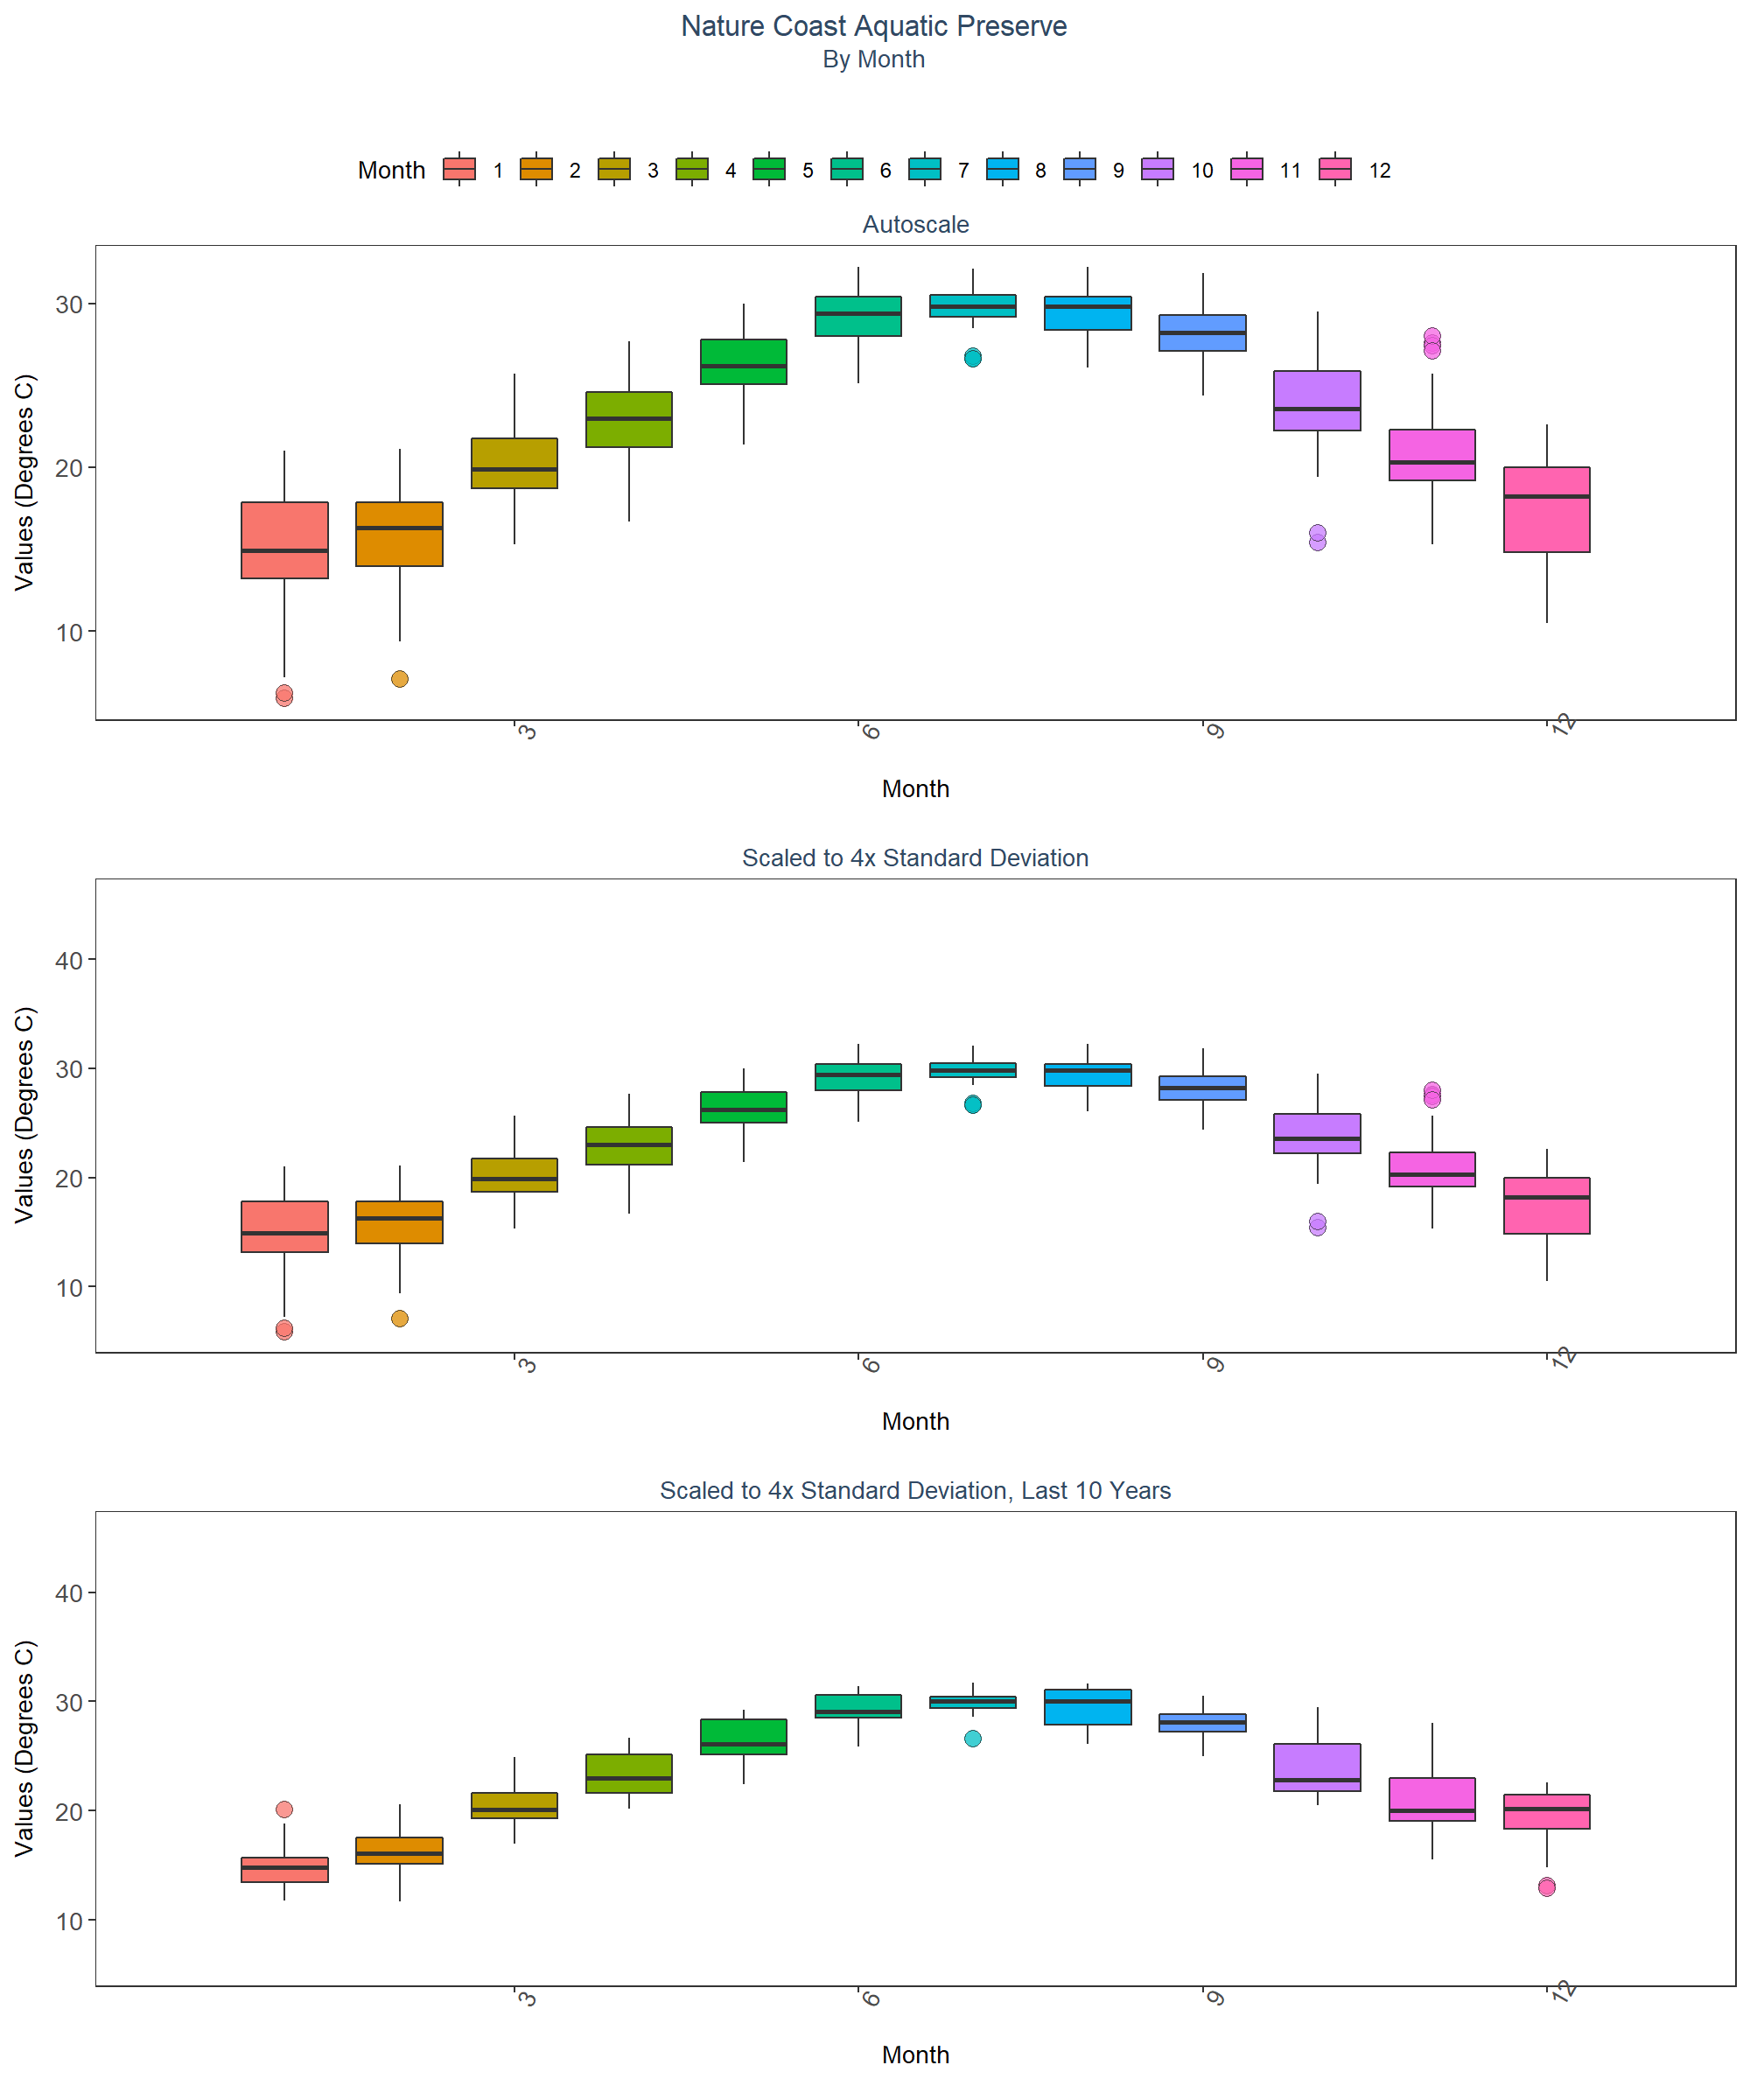 Nature Coast Aquatic Preserve
By Month
Month 1 2 3 4 5 6 7 8 9 10 11 12
Autoscale
Values (Degrees C)
30
20
10
3 6 9 12
Month
Scaled to 4x Standard Deviation
Values (Degrees C)
40
30
20
10
3 6 9 12
Month
Scaled to 4x Standard Deviation, Last 10 Years
Values (Degrees C)
40
30
20
10
3 6 9 12
Month